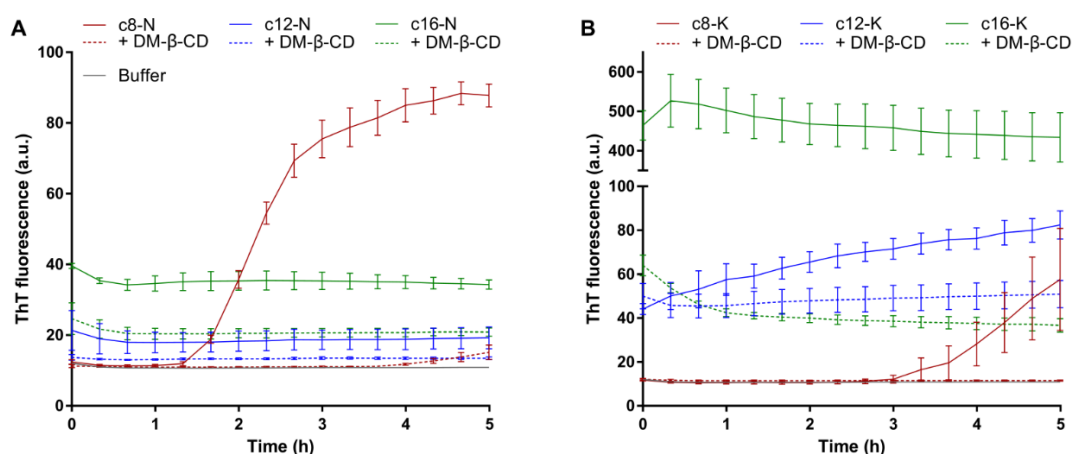 A
c8-N c12-N c16-N
+ DM-β-CD + DM-β-CD + DM-β-CD
Buffer
100
80
60
40
20
0
ThT fluorescence (a.u.)
0 1 2 3 4 5
Time (h)
B
c8-K c12-K c16-K
+ DM-β-CD + DM-β-CD + DM-β-CD
600
500
400
100
80
60
40
20
0
ThT fluorescence (a.u.)
0 1 2 3 4 5
Time (h)